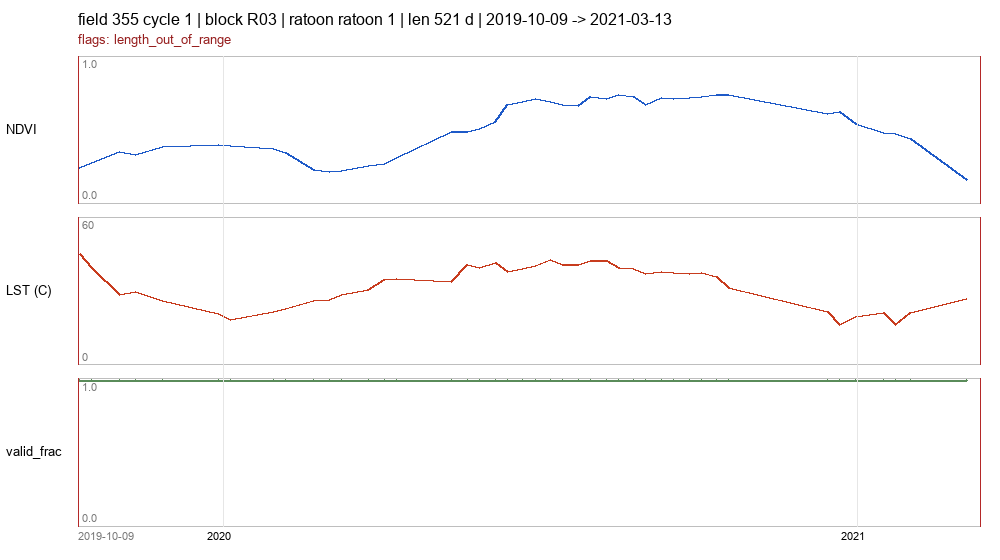 field 355 cycle 1 | block R03 | ratoon ratoon 1 | len 521 d | 2019-10-09 -> 2021-03-13
flags: length_out_of_range
1.0
NDVI
0.0
60
LST (C)
0
1.0
valid_frac
0.0
2019-10-09 2020 2021